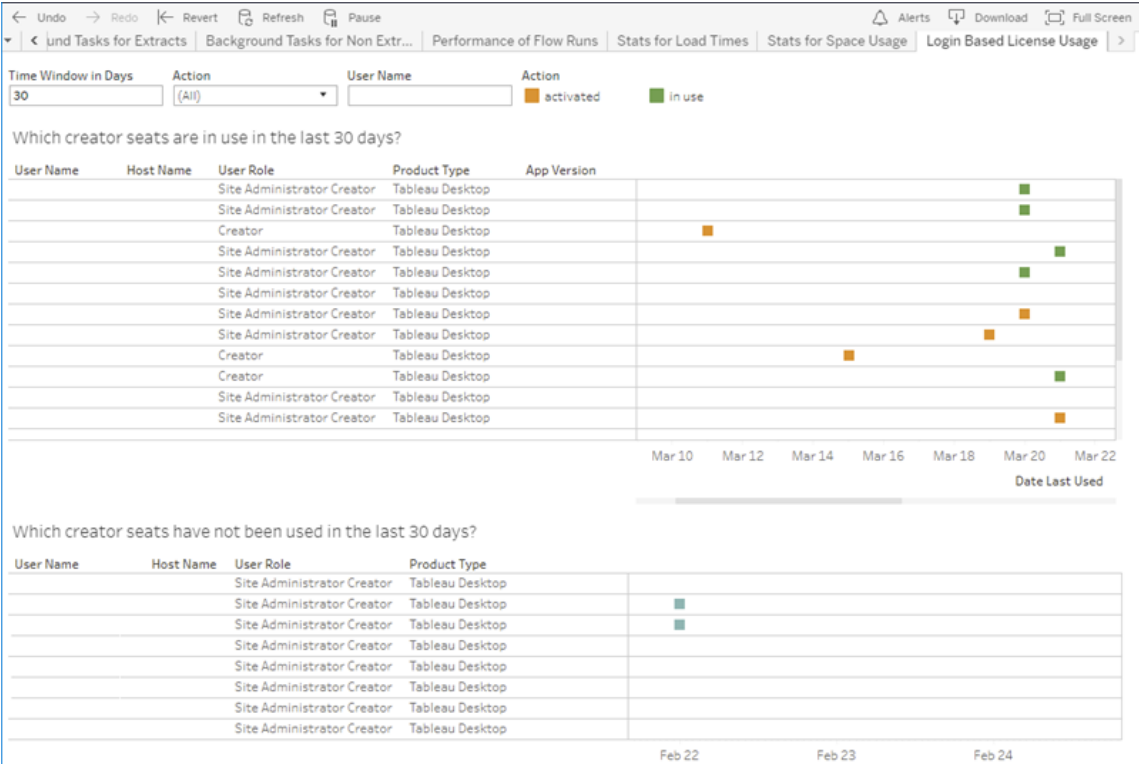 ← Undo → Redo |← Revert Refresh Pause Alerts Download Full Screen
und Tasks for Extracts Background Tasks for Non Extr... Performance of Flow Runs Stats for Load Times Stats for Space Usage Login Based License Usage
Time Window in Days Action User Name Action
30 (All) activated in use
Which creator seats are in use in the last 30 days?
User Name Host Name User Role Product Type App Version
Site Administrator Creator Tableau Desktop
Site Administrator Creator Tableau Desktop
Creator Tableau Desktop
Site Administrator Creator Tableau Desktop
Site Administrator Creator Tableau Desktop
Site Administrator Creator Tableau Desktop
Site Administrator Creator Tableau Desktop
Site Administrator Creator Tableau Desktop
Creator Tableau Desktop
Creator Tableau Desktop
Site Administrator Creator Tableau Desktop
Site Administrator Creator Tableau Desktop
Mar 10 Mar 12 Mar 14 Mar 16 Mar 18 Mar 20 Mar 22
Date Last Used
Which creator seats have not been used in the last 30 days?
User Name Host Name User Role Product Type
Site Administrator Creator Tableau Desktop
Site Administrator Creator Tableau Desktop
Site Administrator Creator Tableau Desktop
Site Administrator Creator Tableau Desktop
Site Administrator Creator Tableau Desktop
Site Administrator Creator Tableau Desktop
Site Administrator Creator Tableau Desktop
Site Administrator Creator Tableau Desktop
Feb 22 Feb 23 Feb 24